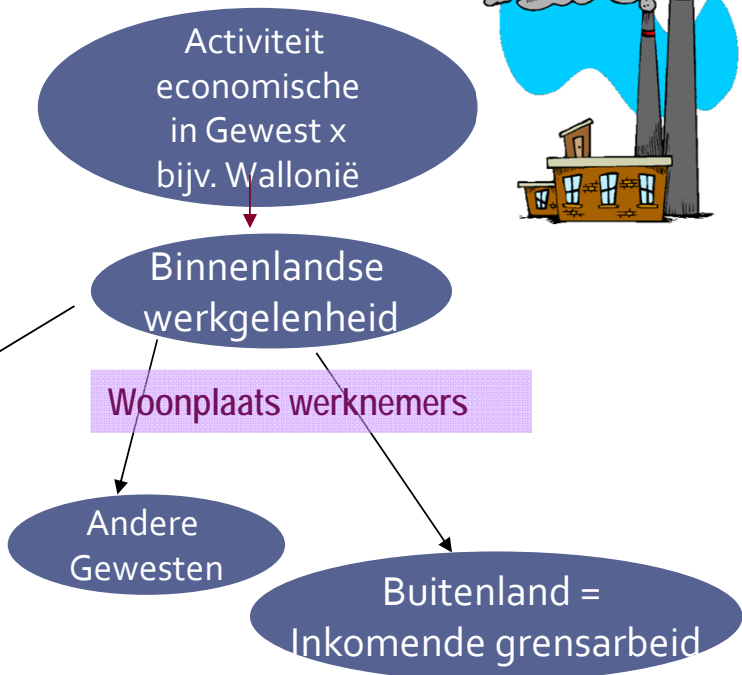 Activiteit
economische
in Gewest x
bijv. Wallonië
Binnenlandse
werkgelenheid
Woonplaats werknemers
Andere
Gewesten
Buitenland =
Inkomende grensarbeid